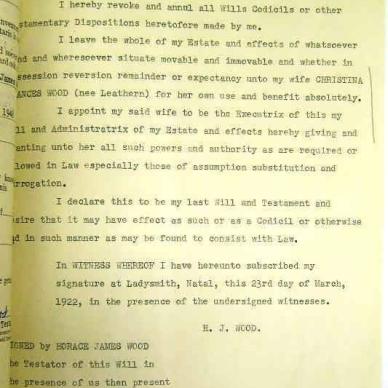 I hereby revoke and annul all Wills Codicils or other
stamentary Dispositions heretofore made by me.
I leave the whole of my Estate and effects of whatsoever
nd and wheresoever situate movable and immovable and whether in
ssession reversion remainder or expectancy unto my wife CHRISTINA
ANCES WOOD (nee Leathern) for her own use and benefit absolutely.
I appoint my said wife to be the Executrix of this my
ll and Administratrix of my Estate and effects hereby giving and
anting unto her all such powers and authority as are required or
lowed in Law especially those of assumption substitution and
rrogation.
I declare this to be my last Will and Testament and
sire that it may have effect as such or as a Codicil or otherwise
d in such manner as may be found to consist with Law.
In WITNESS WHEREOF I have hereunto subscribed my
signature at Ladysmith, Natal, this 23rd day of March,
1922, in the presence of the undersigned witnesses.
H. J. WOOD.
IGNED by HORACE JAMES WOOD
he Testator of this Will in
he presence of us then present